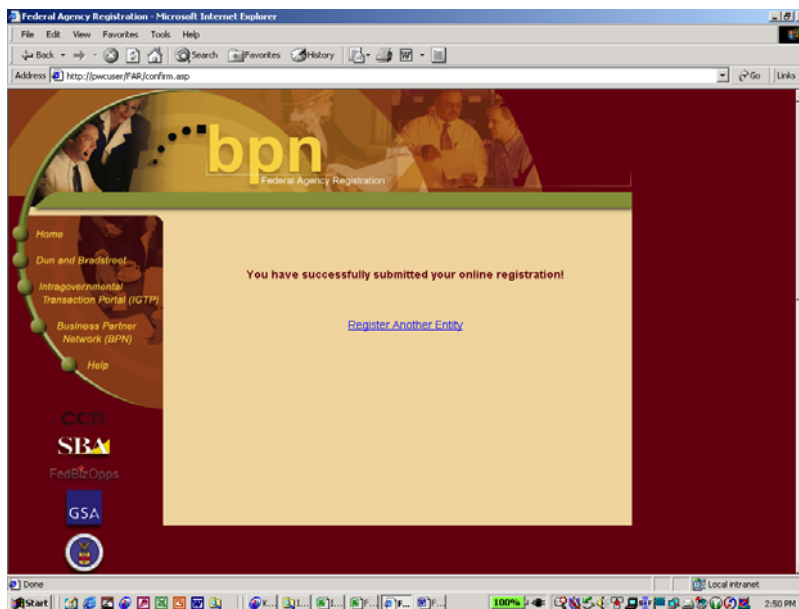 Federal Agency Registration - Microsoft Internet Explorer
File Edit View Favorites Tools Help
Back Search Favorites History
Address http://pwcuser/FAR/confirm.asp Go Links
bpn
Federal Agency Registration
Home
Dun and Bradstreet
Intragovernmental
Transaction Portal (IGTP)
Business Partner
Network (BPN)
Help
You have successfully submitted your online registration!
Register Another Entity
CCR
SBA
FedBizOpps
GSA
Done Local intranet
Start K... I... I... F... F... F... 100% 2:50 PM